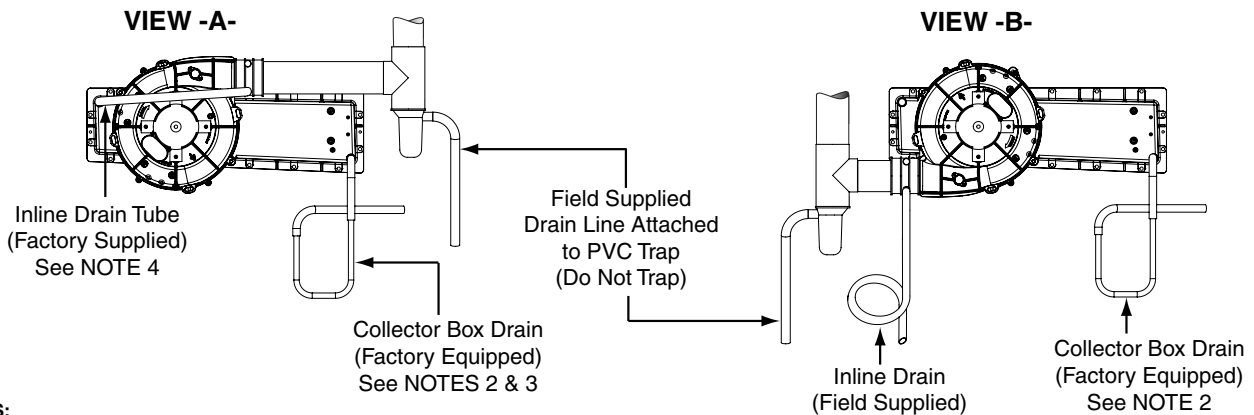 VIEW -A-
VIEW -B-
Inline Drain Tube
(Factory Supplied)
See NOTE 4
Collector Box Drain
(Factory Equipped)
See NOTES 2 & 3
Field Supplied
Drain Line Attached
to PVC Trap
(Do Not Trap)
Inline Drain
(Field Supplied)
Collector Box Drain
(Factory Equipped)
See NOTE 2